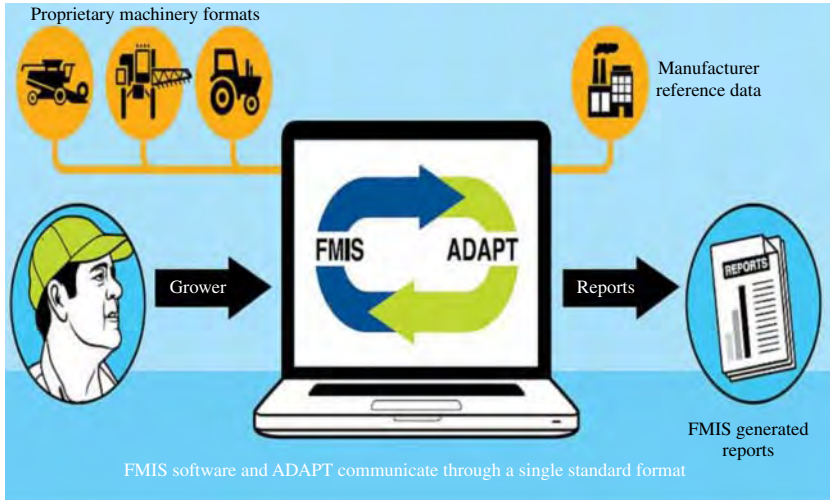 Proprietary machinery formats
Manufacturer
reference data
FMIS
ADAPT
Grower
Reports
REPORTS
FMIS generated
reports
FMIS software and ADAPT communicate through a single standard format